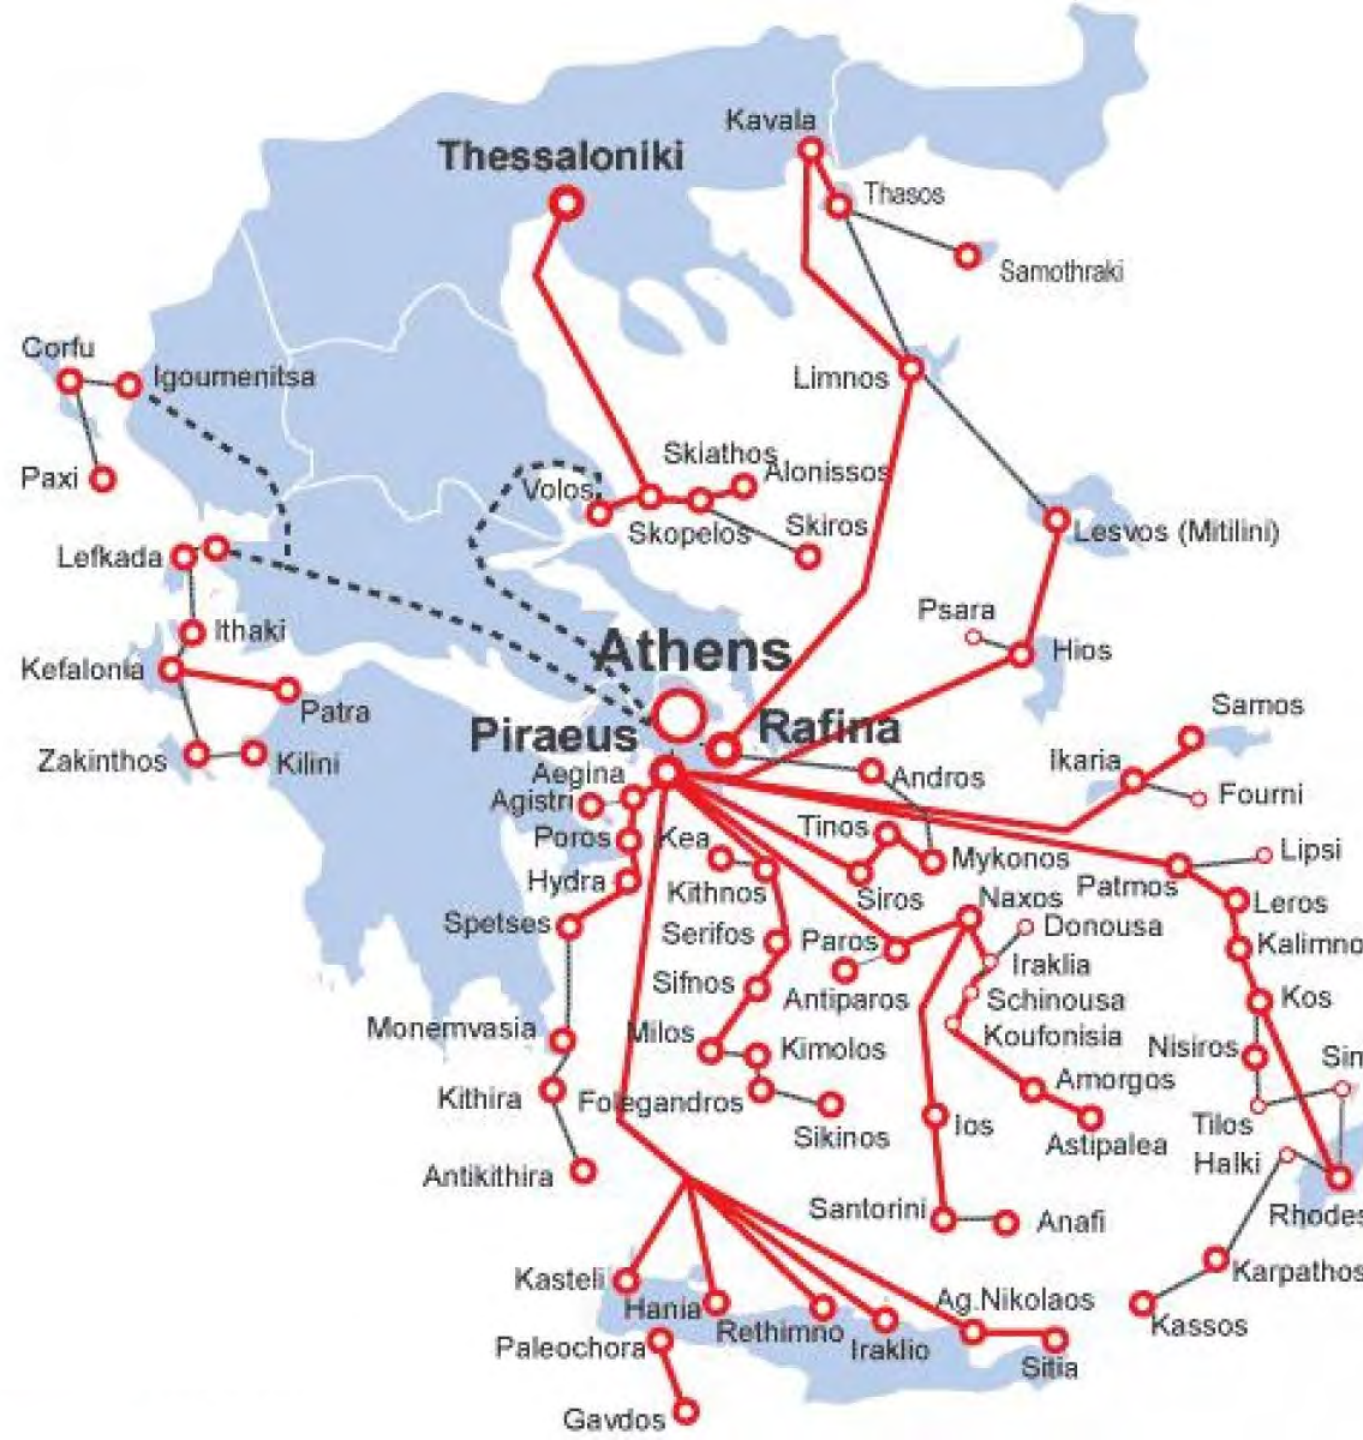 Kavala
Thessaloniki
Thasos
Samothraki
Corfu
Igoumenitsa
Limnos
Paxi
Skiathos
Alonissos
Volos
Skopelos
Skiros
Lesvos (Mitilini)
Lefkada
Psara
Ithaki
Athens
Hios
Kefalonia
Patra
Samos
Piraeus
Rafina
Zakinthos
Kilini
Ikaria
Aegina
Andros
Fourni
Agistri
Tinos
Poros
Kea
Lipsi
Mykonos
Hydra
Kithnos
Siros
Patmos
Naxos
Leros
Spetses
Serifos
Paros
Donousa
Kalimno
Iraklia
Sifnos
Antiparos
Schinousa
Kos
Monemvasia
Milos
Kimolos
Koufonisia
Nisiros
Sin
Amorgos
Kithira
Folegandros
Tilos
Sikinos
Ios
Astipalea
Halki
Antikithira
Santorini
Anafi
Rhodes
Kasteli
Karpathos
Hania
Ag.Nikolaos
Kassos
Rethimno
Iraklio
Paleochora
Sitia
Gavdos